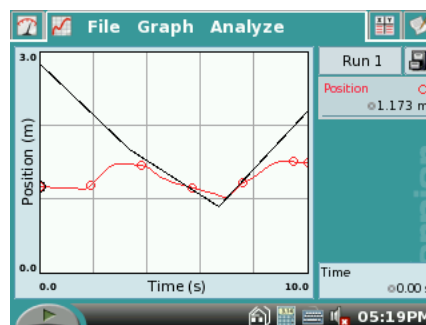 File Graph Analyze
3.0
Run 1
Position
1.173 m
Position (m)
0.0
0.0
Time (s)
10.0
Time
0.00 s
05:19PM